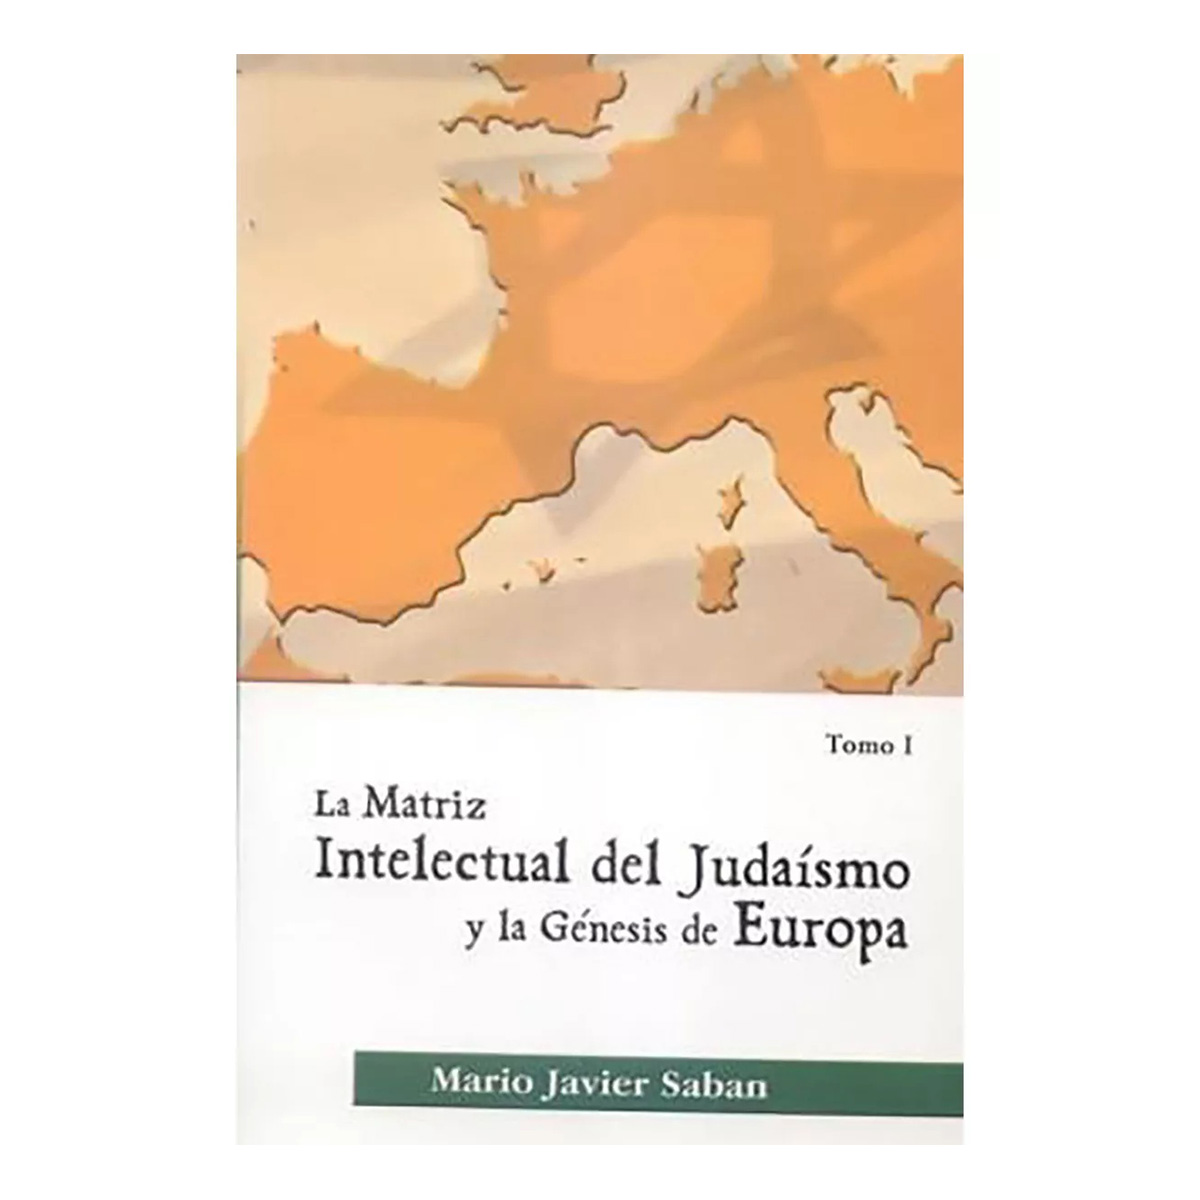 Tomo I
La Matriz
Intelectual del Judaísmo
y la Génesis de Europa
Mario Javier Saban